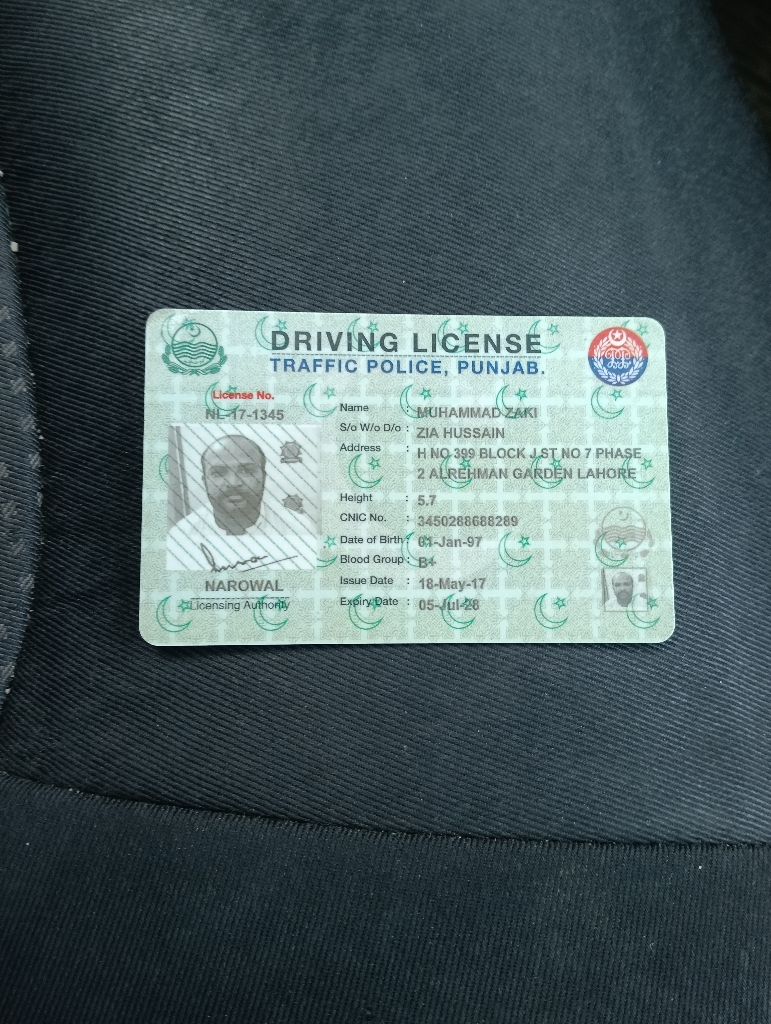 DRIVING LICENSE
TRAFFIC POLICE, PUNJAB.
License No.
NL-17-1345
Name : MUHAMMAD ZAKI
S/o W/o D/o : ZIA HUSSAIN
Address : H NO 399 BLOCK J ST NO 7 PHASE
2 ALREHMAN GARDEN LAHORE
Height : 5.7
CNIC No. : 3450288688289
Date of Birth : 01-Jan-97
Blood Group : B+
Issue Date : 18-May-17
Expiry Date : 05-Jul-28
NAROWAL
Licensing Authority